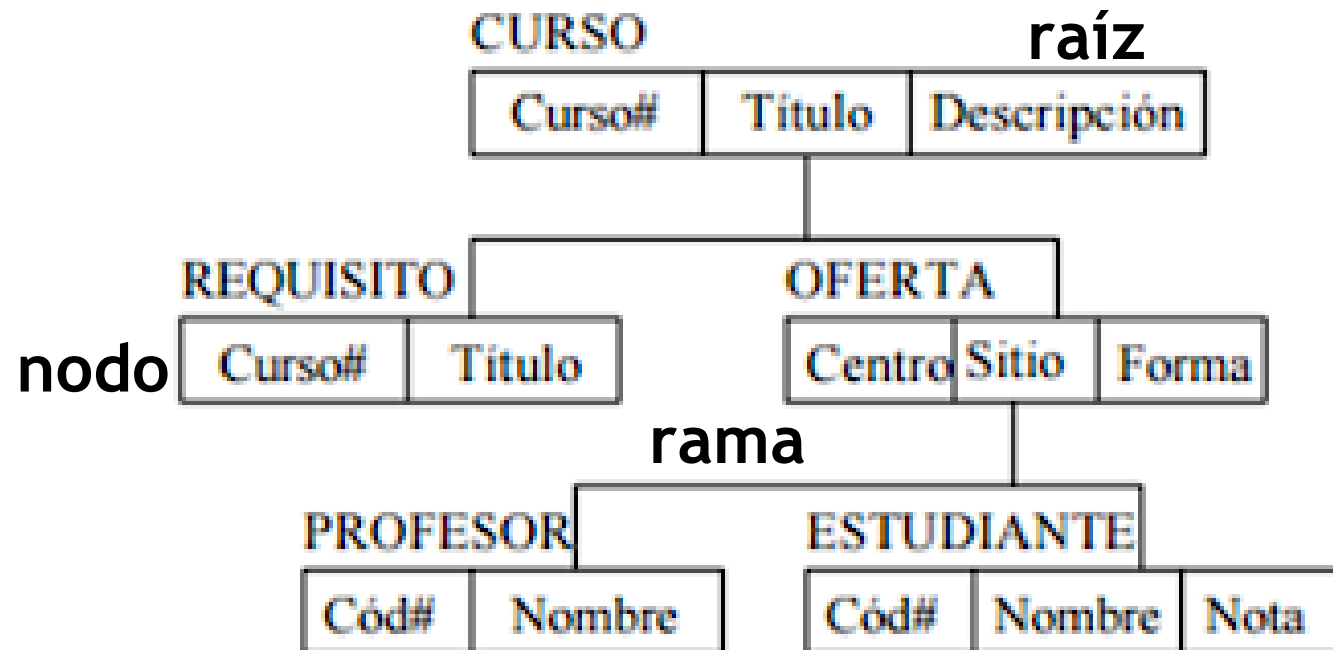 CURSO raíz
Curso# Título Descripción
REQUISITO OFERTA
nodo Curso# Título Centro Sitio Forma
rama
PROFESOR ESTUDIANTE
Cód# Nombre Cód# Nombre Nota